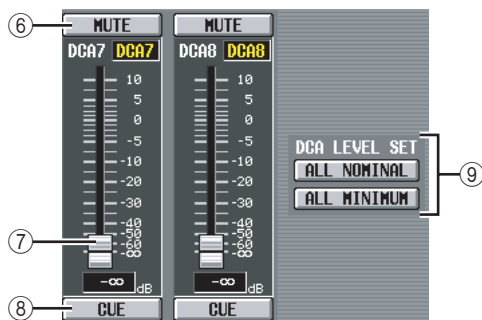 ⑥ MUTE MUTE
DCA7 DCA7 DCA8 DCA8
10 10
5 5
0 0
-5 -5
-10 -10
-20 -20
-30 -30
-40 -40
-50 -50
-60 -60
-∞ -∞
⑦
-∞ dB -∞ dB
⑧ CUE CUE
DCA LEVEL SET
ALL NOMINAL
ALL MINIMUM
⑨